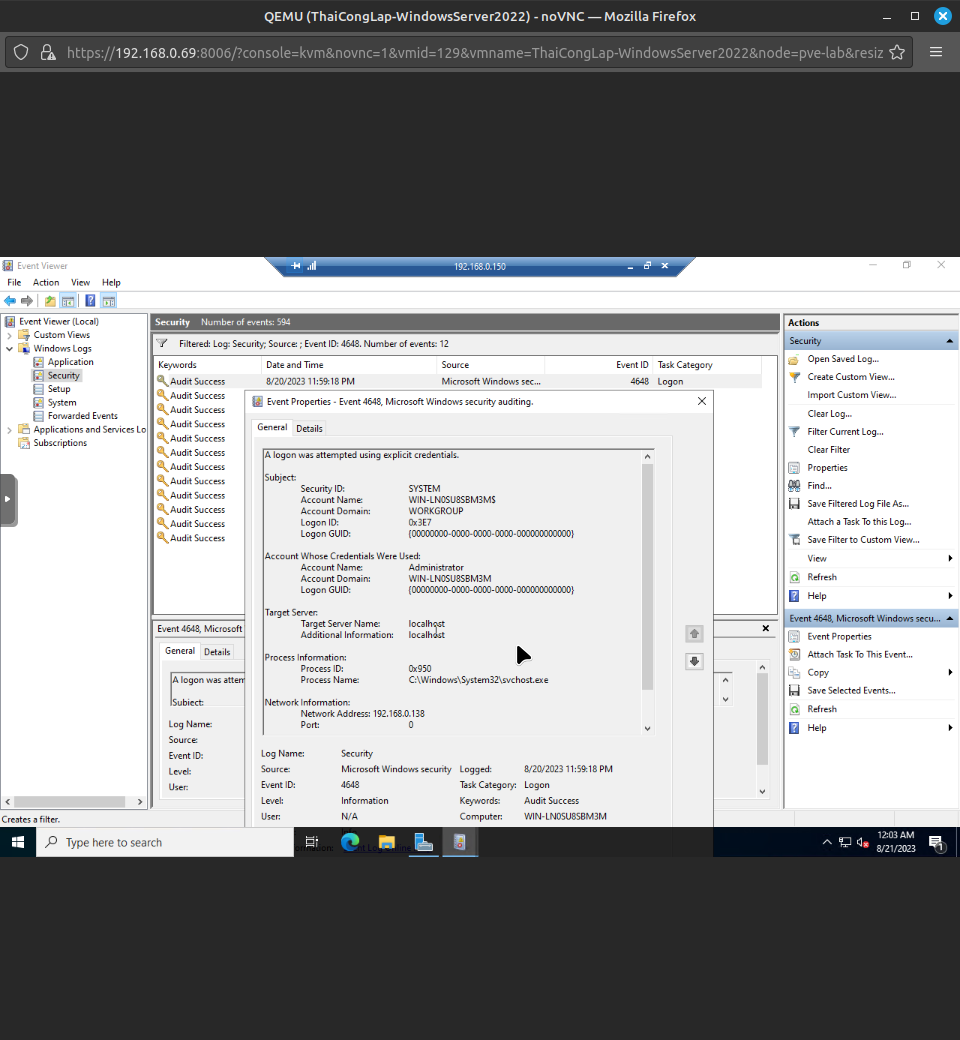 QEMU (ThaiCongLap-WindowsServer2022) - noVNC — Mozilla Firefox
https://192.168.0.69:8006/?console=kvm&novnc=1&vmid=129&vmname=ThaiCongLap-WindowsServer2022&node=pve-lab&resiz
Event Viewer
192.168.0.150
File Action View Help
Event Viewer (Local)
Custom Views
Windows Logs
Application
Security
Setup
System
Forwarded Events
Applications and Services Lo
Subscriptions
Security Number of events: 594
Filtered: Log: Security; Source: ; Event ID: 4648. Number of events: 12
Keywords Date and Time Source Event ID Task Category
Audit Success 8/20/2023 11:59:18 PM Microsoft Windows sec... 4648 Logon
Audit Success
Audit Success
Audit Success
Audit Success
Audit Success
Audit Success
Audit Success
Audit Success
Audit Success
Audit Success
Audit Success
Event 4648, Microsoft Wind
General Details
A logon was attem
Subject:
Log Name:
Source:
Event ID:
Level:
User:
Event Properties - Event 4648, Microsoft Windows security auditing.
General Details
A logon was attempted using explicit credentials.
Subject:
Security ID: SYSTEM
Account Name: WIN-LN0SU8SBM3M$
Account Domain: WORKGROUP
Logon ID: 0x3E7
Logon GUID: {00000000-0000-0000-0000-000000000000}
Account Whose Credentials Were Used:
Account Name: Administrator
Account Domain: WIN-LN0SU8SBM3M
Logon GUID: {00000000-0000-0000-0000-000000000000}
Target Server:
Target Server Name: localhost
Additional Information: localhost
Process Information:
Process ID: 0x950
Process Name: C:\Windows\System32\svchost.exe
Network Information:
Network Address: 192.168.0.138
Port: 0
Log Name: Security
Source: Microsoft Windows security Logged: 8/20/2023 11:59:18 PM
Event ID: 4648 Task Category: Logon
Level: Information Keywords: Audit Success
User: N/A Computer: WIN-LN0SU8SBM3M
Actions
Security
Open Saved Log...
Create Custom View...
Import Custom View...
Clear Log...
Filter Current Log...
Clear Filter
Properties
Find...
Save Filtered Log File As...
Attach a Task To this Log...
Save Filter to Custom View...
View
Refresh
Help
Event 4648, Microsoft Windows secu...
Event Properties
Attach Task To This Event...
Copy
Save Selected Events...
Refresh
Help
Creates a filter.
Type here to search
12:03 AM
8/21/2023
1